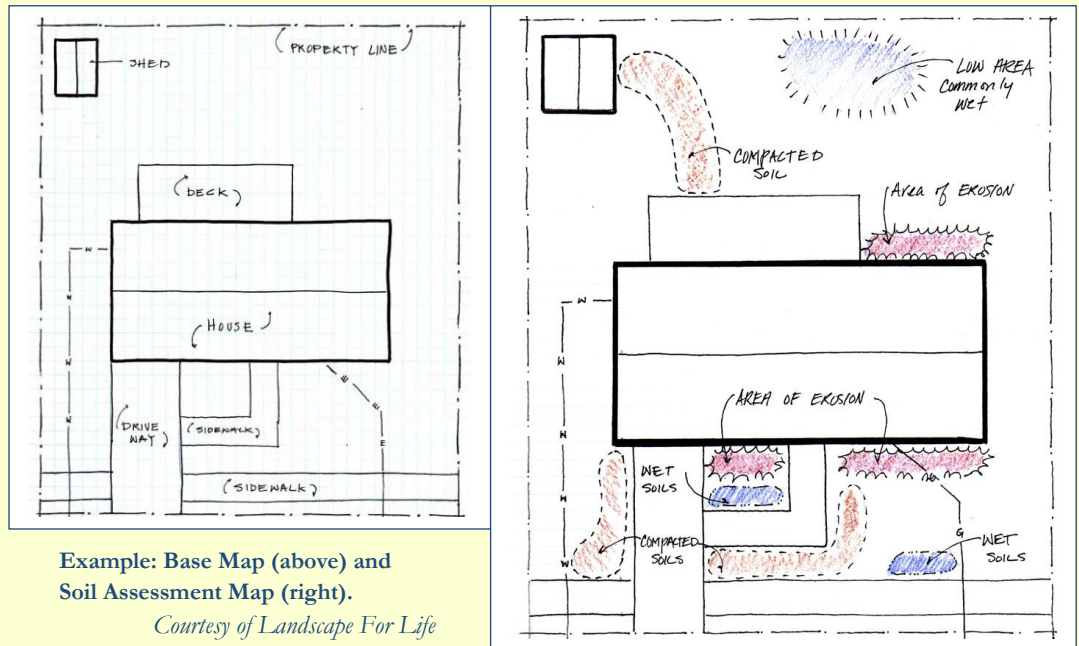 SHED
PROPERTY LINE
DECK
HOUSE
W
W
W
W
E
E
E
DRIVE
WAY
(SIDEWALK)
(SIDEWALK)
Example: Base Map (above) and
Soil Assessment Map (right).
Courtesy of Landscape For Life
LOW AREA
Commonly
Wet
COMPACTED
SOIL
Area of EROSION
W
W
W
W
W
AREA OF EROSION
WET
SOILS
COMPACTED
SOILS
G
WET
SOILS